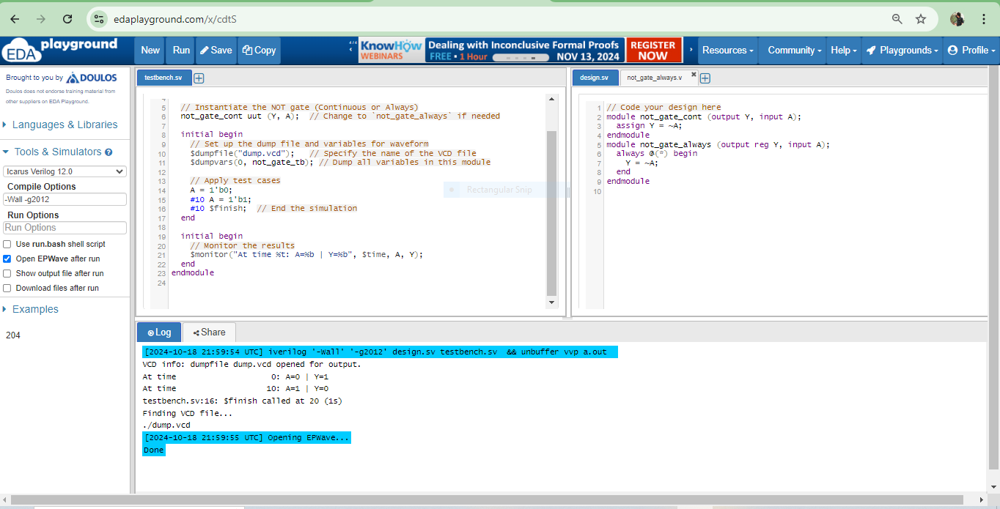 edaplayground.com/x/cdtS
EDA playground
New
Run
Save
Copy
4/4
KnowHow WEBINARS
Dealing with Inconclusive Formal Proofs
FREE • 1 Hour
NOV 13, 2024
REGISTER NOW
Resources
Community
Help
Playgrounds
Profile
Brought to you by DOULOS
Doulos does not endorse training material from
other suppliers on EDA Playground.
Languages & Libraries
Tools & Simulators
Icarus Verilog 12.0
Compile Options
-Wall -g2012
Run Options
Run Options
Use run.bash shell script
Open EPWave after run
Show output file after run
Download files after run
Examples
204
testbench.sv
4
5 // Instantiate the NOT gate (Continuous or Always)
6 not_gate_cont uut (Y, A);  // Change to `not_gate_always` if needed
7
8 initial begin
9 // Set up the dump file and variables for waveform
10 $dumpfile("dump.vcd");   // Specify the name of the VCD file
11 $dumpvars(0, not_gate_tb); // Dump all variables in this module
12
13 // Apply test cases
14 A = 1'b0;
15 #10 A = 1'b1;
16 #10 $finish;  // End the simulation
17 end
18
19 initial begin
20 // Monitor the results
21 $monitor("At time %t: A=%b | Y=%b", $time, A, Y);
22 end
23 endmodule
24
Rectangular Snip
design.sv
not_gate_always.v
1 // Code your design here
2 module not_gate_cont (output Y, input A);
3 assign Y = ~A;
4 endmodule
5 module not_gate_always (output reg Y, input A);
6 always @(*) begin
7 Y = ~A;
8 end
9 endmodule
10
Log
Share
[2024-10-18 21:59:54 UTC] iverilog '-Wall' '-g2012' design.sv testbench.sv  && unbuffer vvp a.out
VCD info: dumpfile dump.vcd opened for output.
At time                    0: A=0 | Y=1
At time                   10: A=1 | Y=0
testbench.sv:16: $finish called at 20 (1s)
Finding VCD file...
./dump.vcd
[2024-10-18 21:59:55 UTC] Opening EPWave...
Done